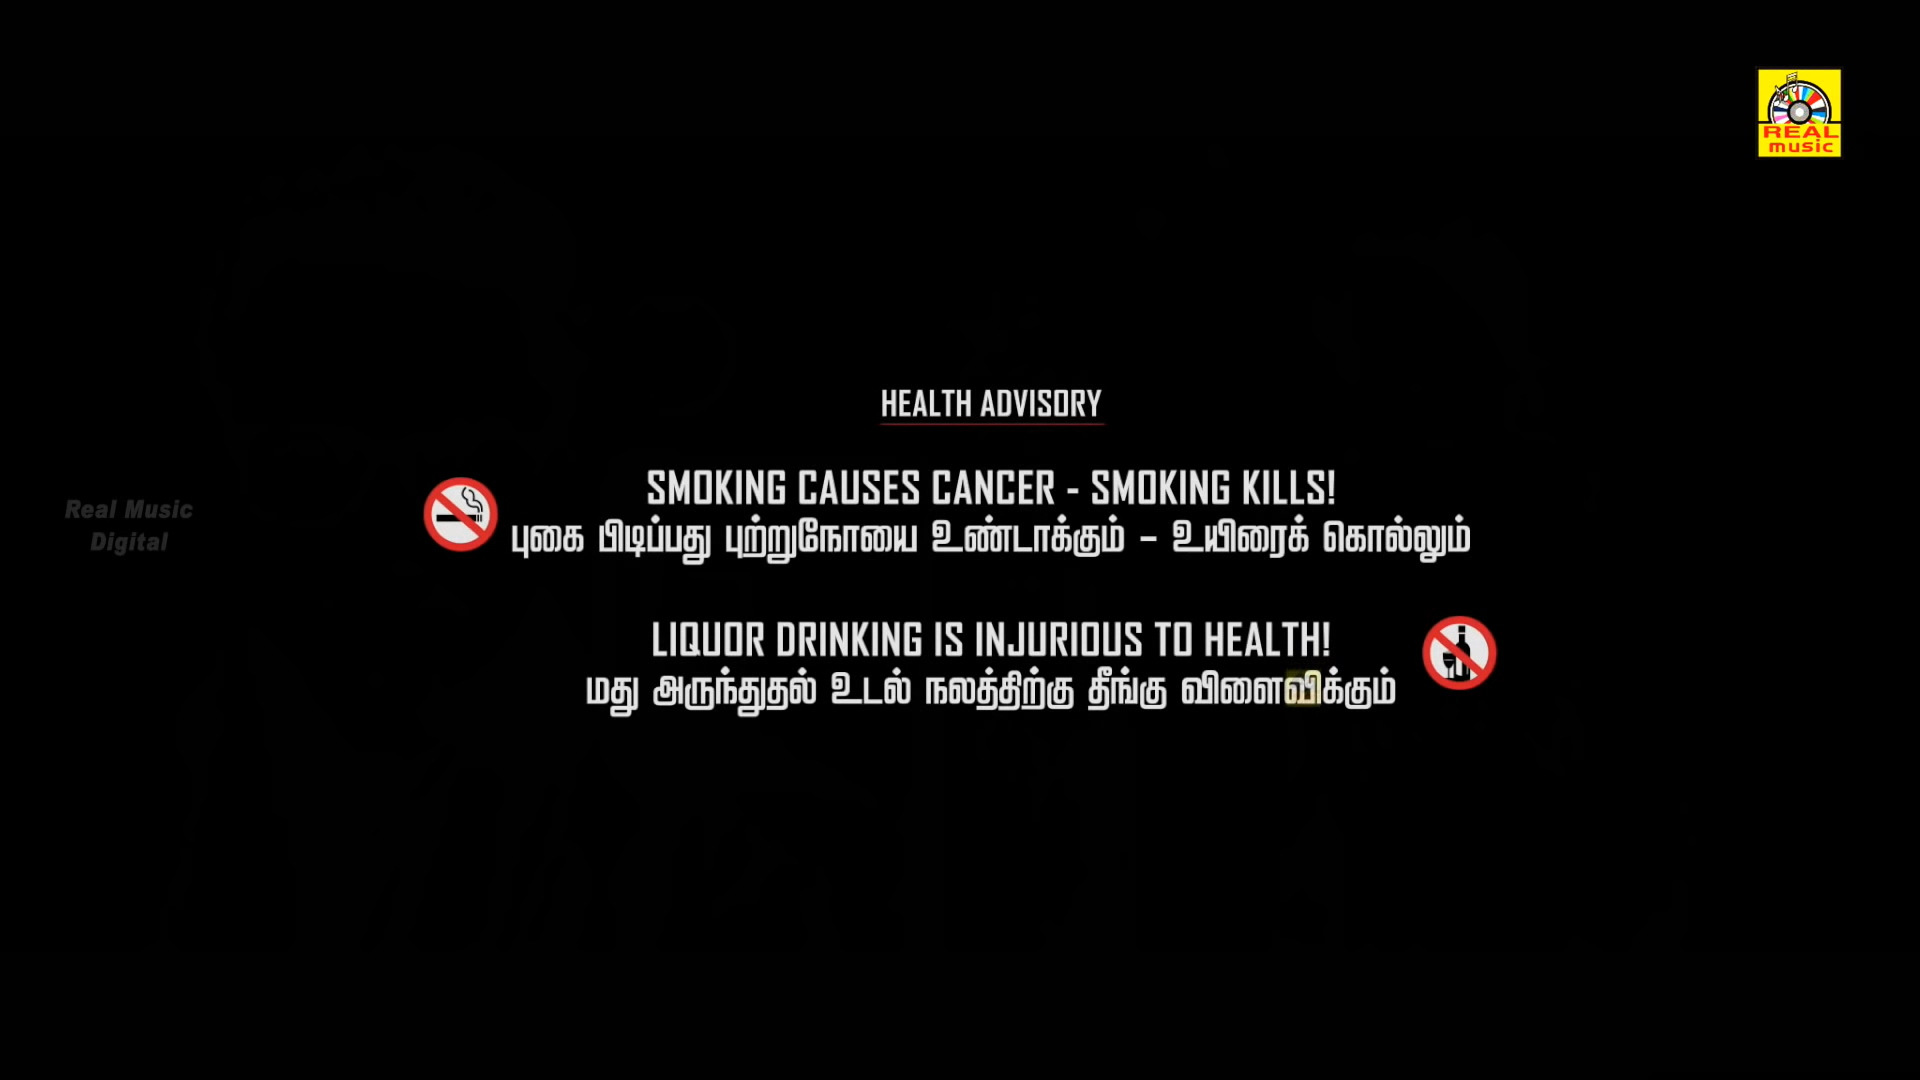 REAL
music
HEALTH ADVISORY
SMOKING CAUSES CANCER - SMOKING KILLS!
புகை பிடிப்பது புற்றுநோயை உண்டாக்கும் – உயிரைக் கொல்லும்
Real Music
Digital
LIQUOR DRINKING IS INJURIOUS TO HEALTH!
மது அருந்துதல் உடல் நலத்திற்கு தீங்கு விளைவிக்கும்